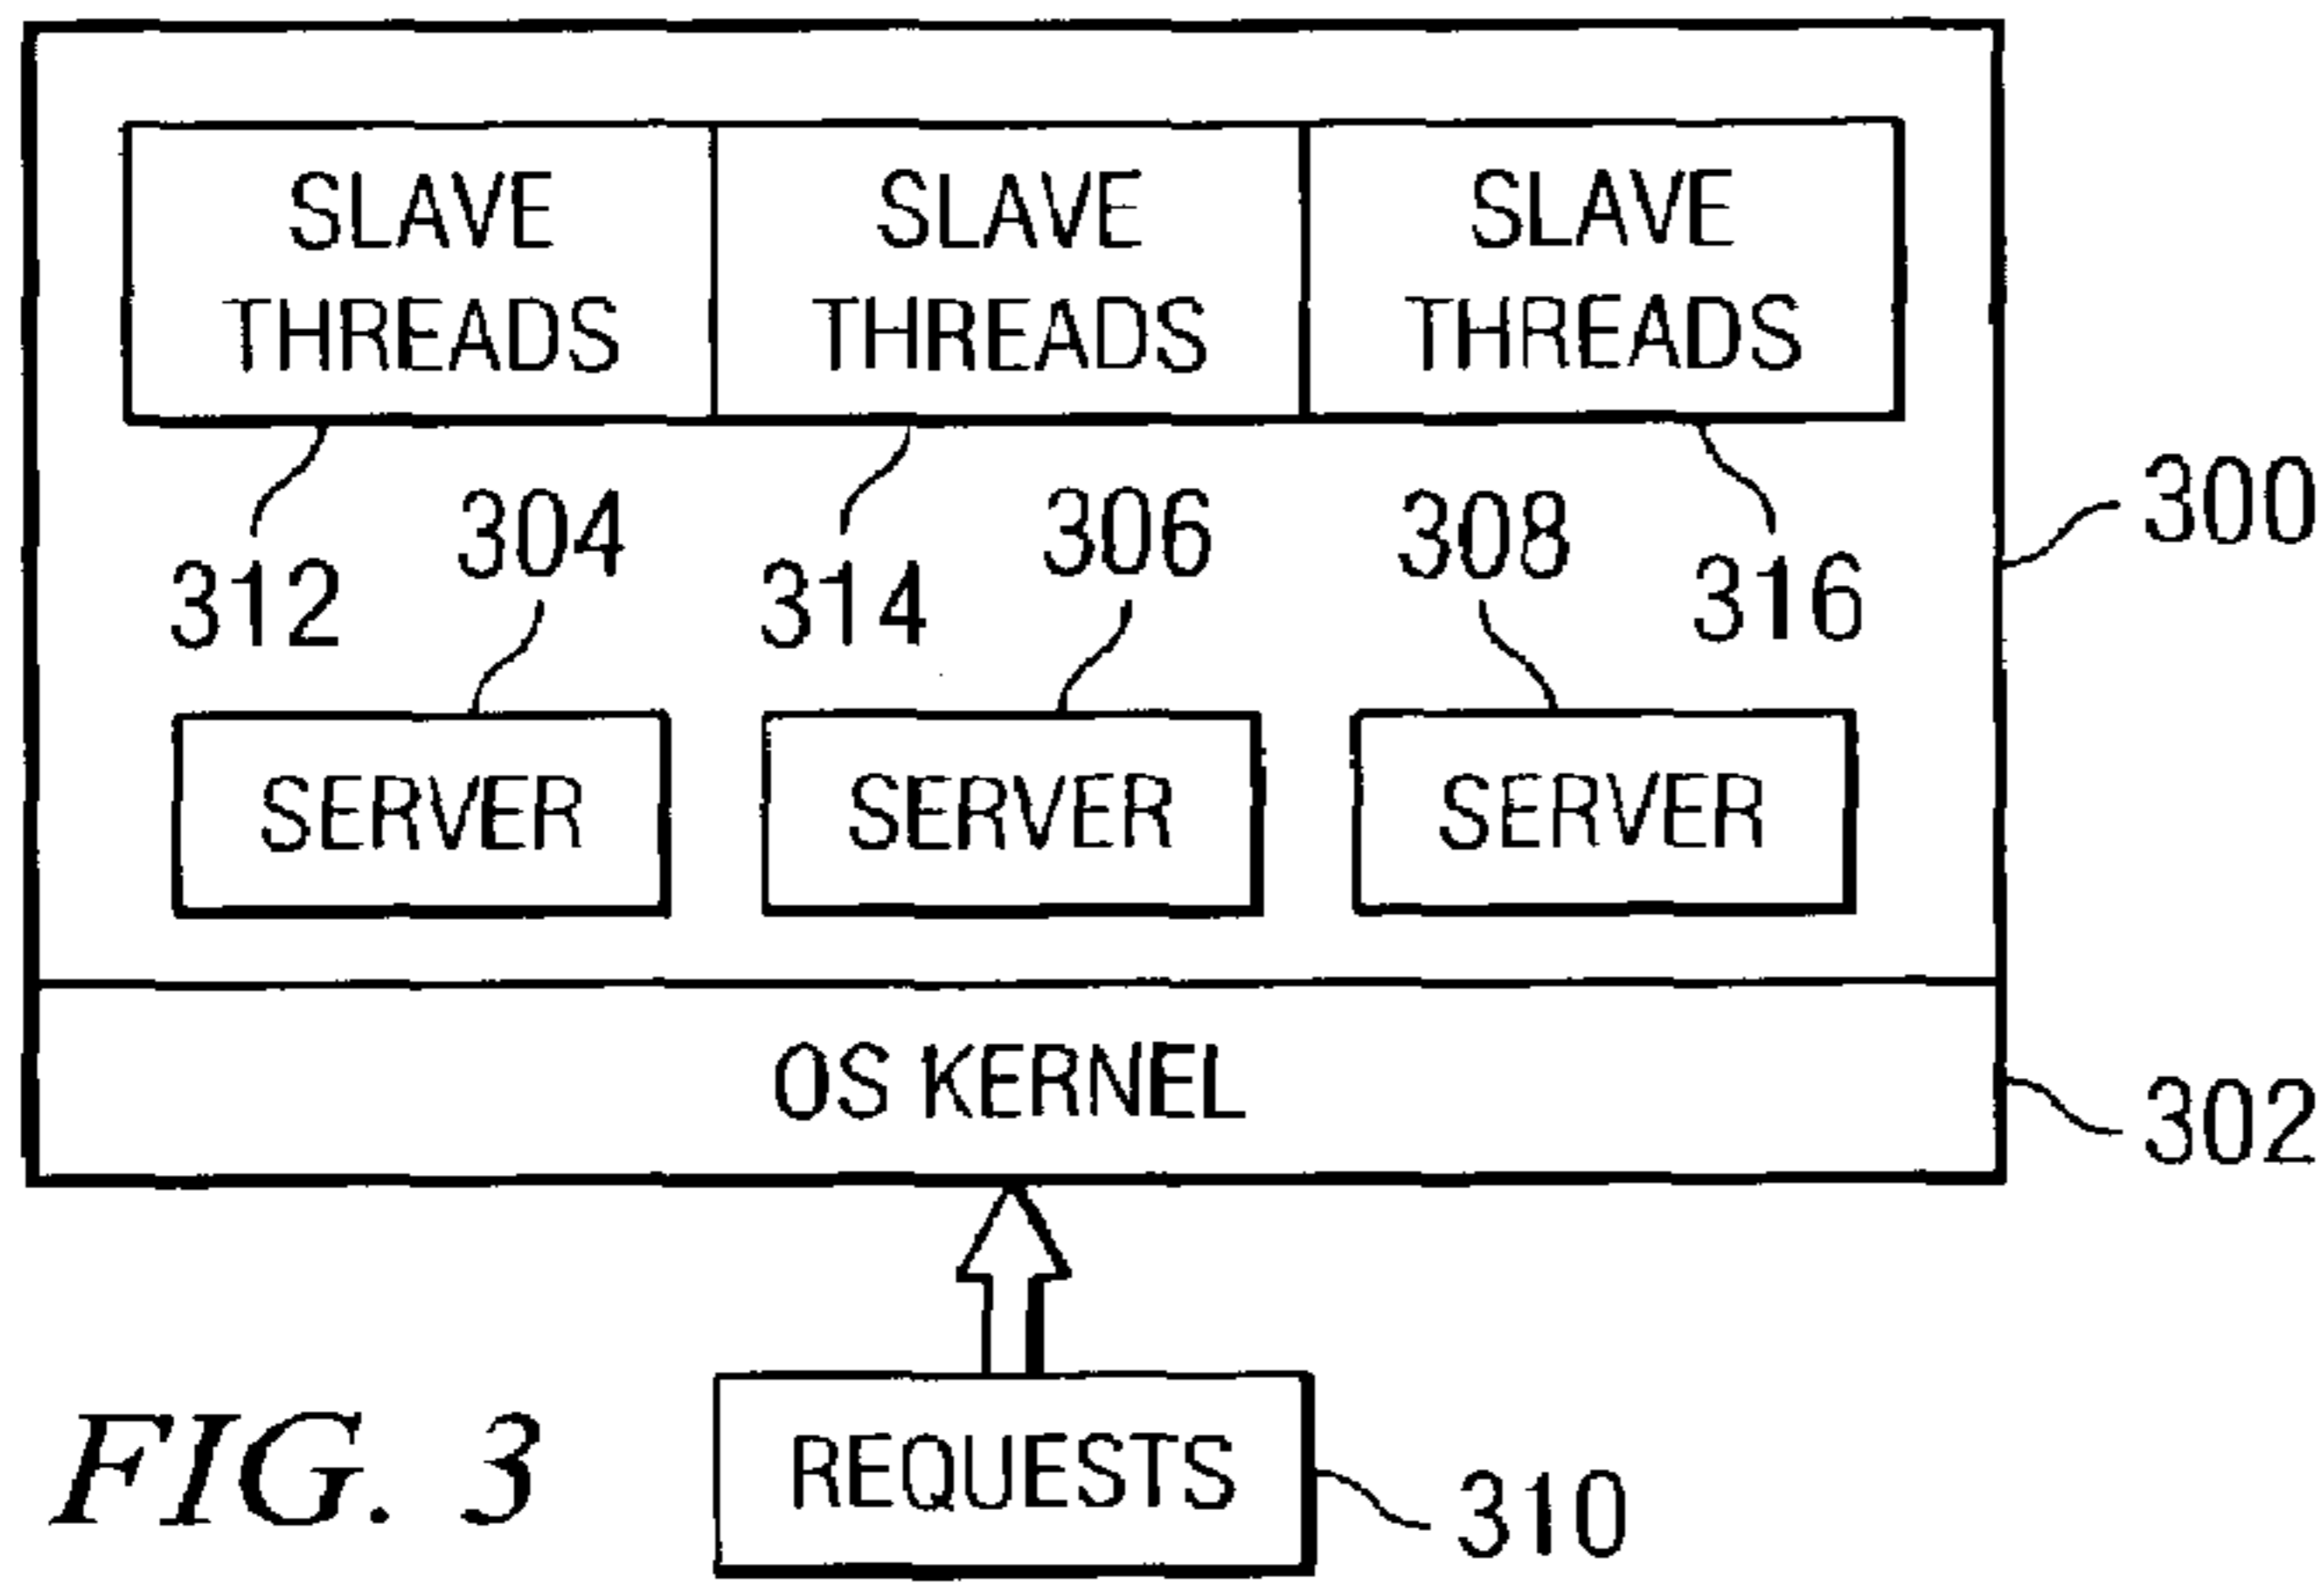 SLAVE THREADS
SLAVE THREADS
SLAVE THREADS
312
304
314
306
308
316
300
SERVER
SERVER
SERVER
OS KERNEL
302
REQUESTS
310
FIG. 3